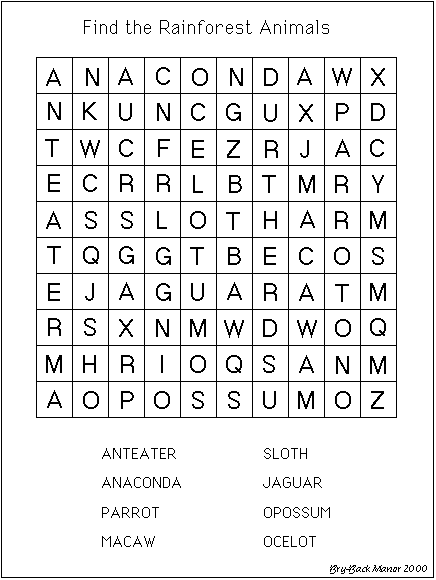 Find the Rainforest Animals
A N A C O N D A W X
N K U N C G U X P D
T W C F E Z R J A C
E C R R L B T M R Y
A S S L O T H A R M
T Q G G T B E C O S
E J A G U A R A T M
R S X N M W D W O Q
M H R I O Q S A N M
A O P O S S U M O Z
ANTEATER SLOTH
ANACONDA JAGUAR
PARROT OPOSSUM
MACAW OCELOT
Bry-Back Manor 2000